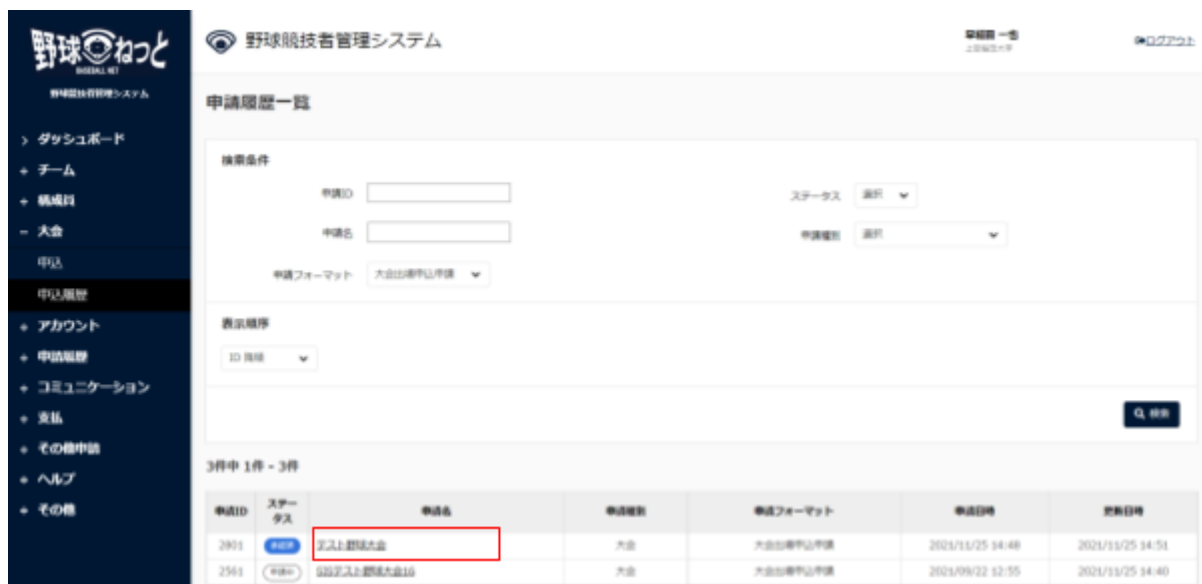 野球ねっと
BASEBALL NET
野球競技者管理システム
野球競技者管理システム
ログアウト
申請履歴一覧
> ダッシュボード
+ チーム
+ 構成員
- 大会
申込
申込履歴
+ アカウント
+ 申請履歴
+ コミュニケーション
+ 支払
+ その他申請
+ ヘルプ
+ その他
検索条件
申請ID
ステータス 選択
申請名
申請種別 選択
申請フォーマット 大会出場申込申請
表示順序
ID 降順
検索
3件中 1件 - 3件
申請ID ステータス 申請名 申請種別 申請フォーマット 申請日時 更新日時
2801 テスト野球大会 大会 大会出場申込申請 2021/11/25 14:48 2021/11/25 14:51
2561 申請中 大会 大会出場申込申請 2021/09/22 12:55 2021/11/25 14:40